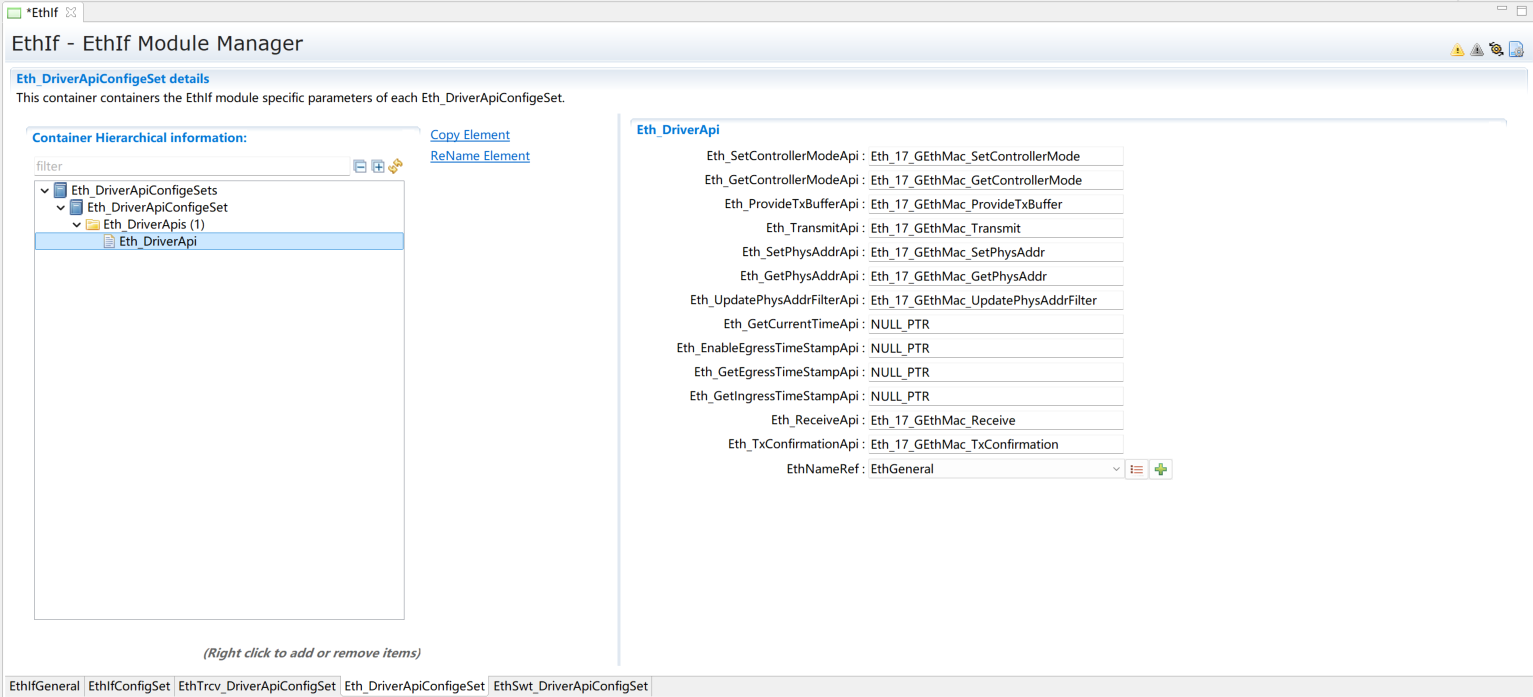 *EthIf
EthIf - EthIf Module Manager
Eth_DriverApiConfigeSet details
This container containers the EthIf module specific parameters of each Eth_DriverApiConfigeSet.
Container Hierarchical information:
filter
Eth_DriverApiConfigeSets
Eth_DriverApiConfigeSet
Eth_DriverApis (1)
Eth_DriverApi
(Right click to add or remove items)
Copy Element
ReName Element
Eth_DriverApi
Eth_SetControllerModeApi : Eth_17_GEthMac_SetControllerMode
Eth_GetControllerModeApi : Eth_17_GEthMac_GetControllerMode
Eth_ProvideTxBufferApi : Eth_17_GEthMac_ProvideTxBuffer
Eth_TransmitApi : Eth_17_GEthMac_Transmit
Eth_SetPhysAddrApi : Eth_17_GEthMac_SetPhysAddr
Eth_GetPhysAddrApi : Eth_17_GEthMac_GetPhysAddr
Eth_UpdatePhysAddrFilterApi : Eth_17_GEthMac_UpdatePhysAddrFilter
Eth_GetCurrentTimeApi : NULL_PTR
Eth_EnableEgressTimeStampApi : NULL_PTR
Eth_GetEgressTimeStampApi : NULL_PTR
Eth_GetIngressTimeStampApi : NULL_PTR
Eth_ReceiveApi : Eth_17_GEthMac_Receive
Eth_TxConfirmationApi : Eth_17_GEthMac_TxConfirmation
EthNameRef : EthGeneral
EthIfGeneral EthIfConfigSet EthTrcv_DriverApiConfigSet Eth_DriverApiConfigeSet EthSwt_DriverApiConfigSet